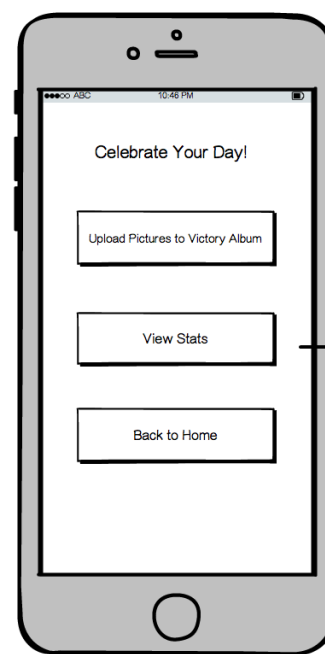 ABC 10:46 PM
Celebrate Your Day!
Upload Pictures to Victory Album
View Stats
Back to Home